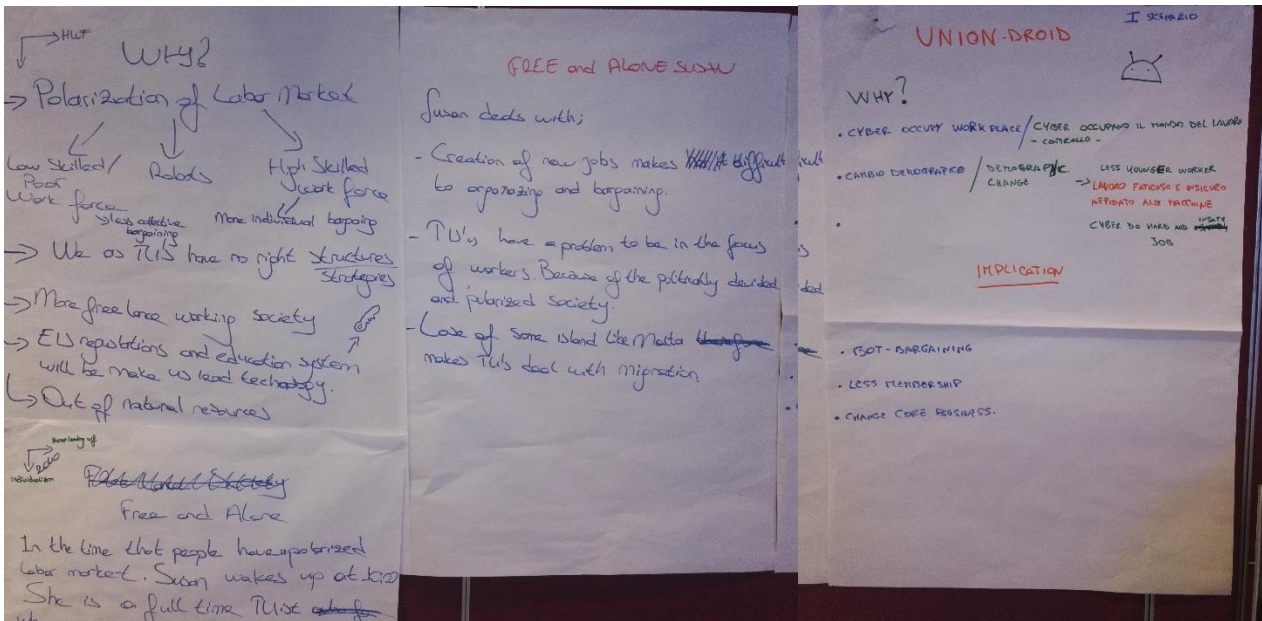 HWF
WHY?
→ Polarization of Labor Market
Low Skilled/
Poor
Work force
Robots
High Skilled
work force
less collective
bargaining
More individual bargaing
→ We as TU'S have no right structures
strategies
→ More free lance working society
→ EU regulations and education system
will be make us lead technology.
↳ Out of natural resources
individualism
Free and Alone
In the time that people have a polarized
labor market. Susan wakes up at
She is a full time TUist
FREE and ALONE SUSAN
Susan deals with;
- Creation of new jobs makes difficult
to orgonazing and bargaining.
- TU's have a problem to be in the focus
of workers. Because of the politically devided
and polarized society.
- Lose of some island like Malta
makes TU's deal with migration
I SCENARIO
UNION-DROID
WHY?
• CYBER OCCUPY WORKPLACE / CYBER OCCUPANO IL MONDO DEL LAVORO
- CONTROLLO -
• CAMBIO DEMOGRAFICO / DEMOGRAPHIC
CHANGE
LESS YOUNGER WORKER
→ LAVORO FATICOSO E INSICURO
AFFIDATO ALLE MACCHINE
CYBER DO HARD AND UNSAFE
JOB
IMPLICATION
• BOT-BARGAINING
• LESS MEMBERSHIP
• CHANGE CORE BUSINESS.